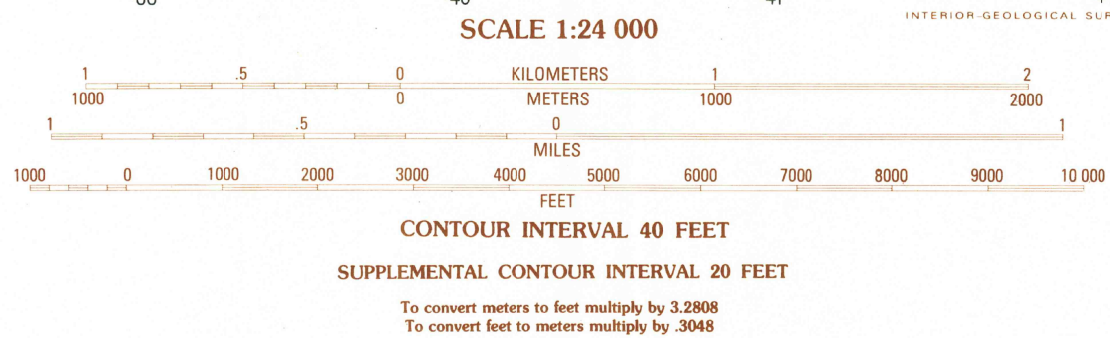 INTERIOR-GEOLOGICAL SUR
SCALE 1:24 000
1 .5 0 KILOMETERS 1 2
1000 0 METERS 1000 2000
1 .5 0 1
MILES
1000 0 1000 2000 3000 4000 5000 6000 7000 8000 9000 10 000
FEET
CONTOUR INTERVAL 40 FEET
SUPPLEMENTAL CONTOUR INTERVAL 20 FEET
To convert meters to feet multiply by 3.2808
To convert feet to meters multiply by .3048